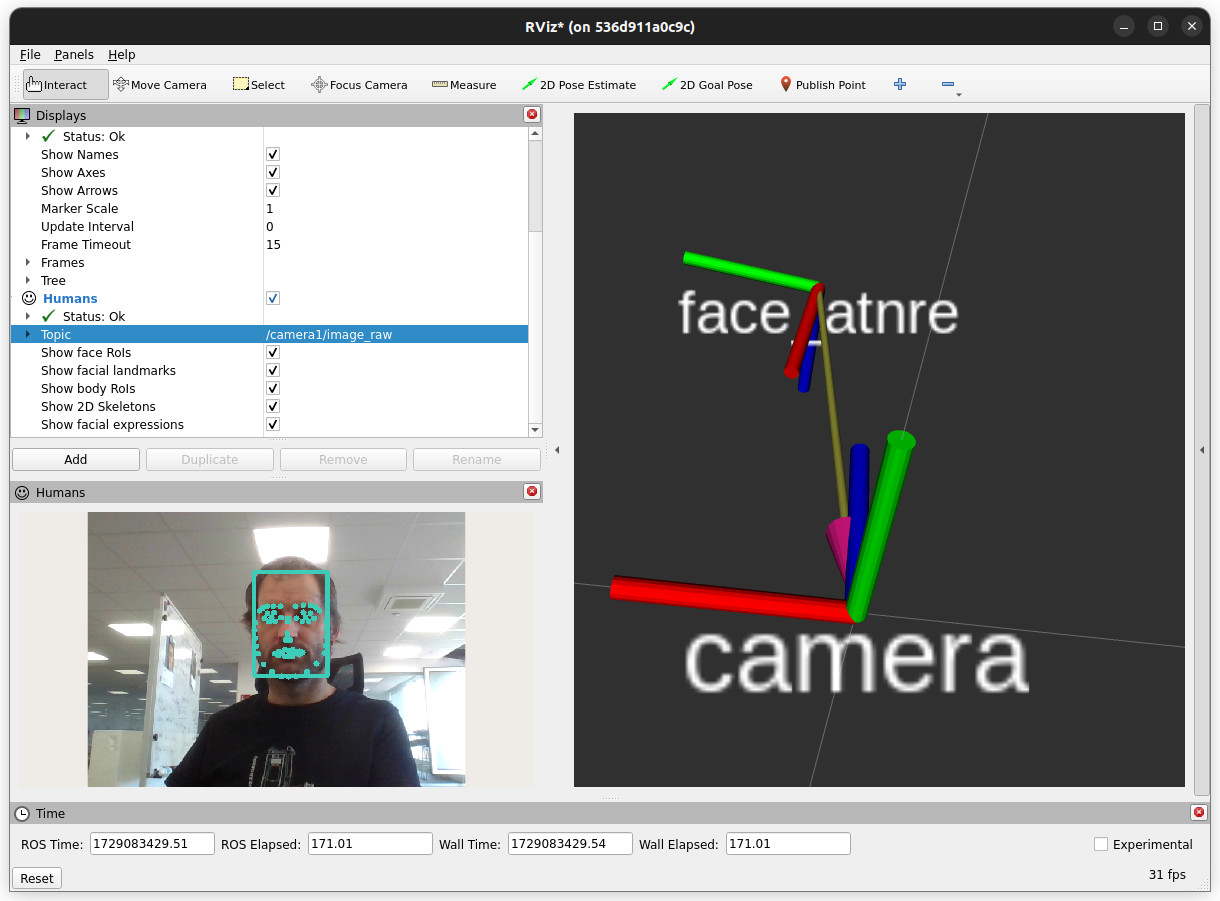 RViz* (on 536d911a0c9c)
File Panels Help
Interact Move Camera Select Focus Camera Measure 2D Pose Estimate 2D Goal Pose Publish Point
Displays
Status: Ok
Show Names
Show Axes
Show Arrows
Marker Scale 1
Update Interval 0
Frame Timeout 15
Frames
Tree
Humans
Status: Ok
Topic /camera1/image_raw
Show face RoIs
Show facial landmarks
Show body RoIs
Show 2D Skeletons
Show facial expressions
Add Duplicate Remove Rename
Humans
face_atnre
camera
Time
ROS Time: 1729083429.51 ROS Elapsed: 171.01 Wall Time: 1729083429.54 Wall Elapsed: 171.01 Experimental
Reset 31 fps